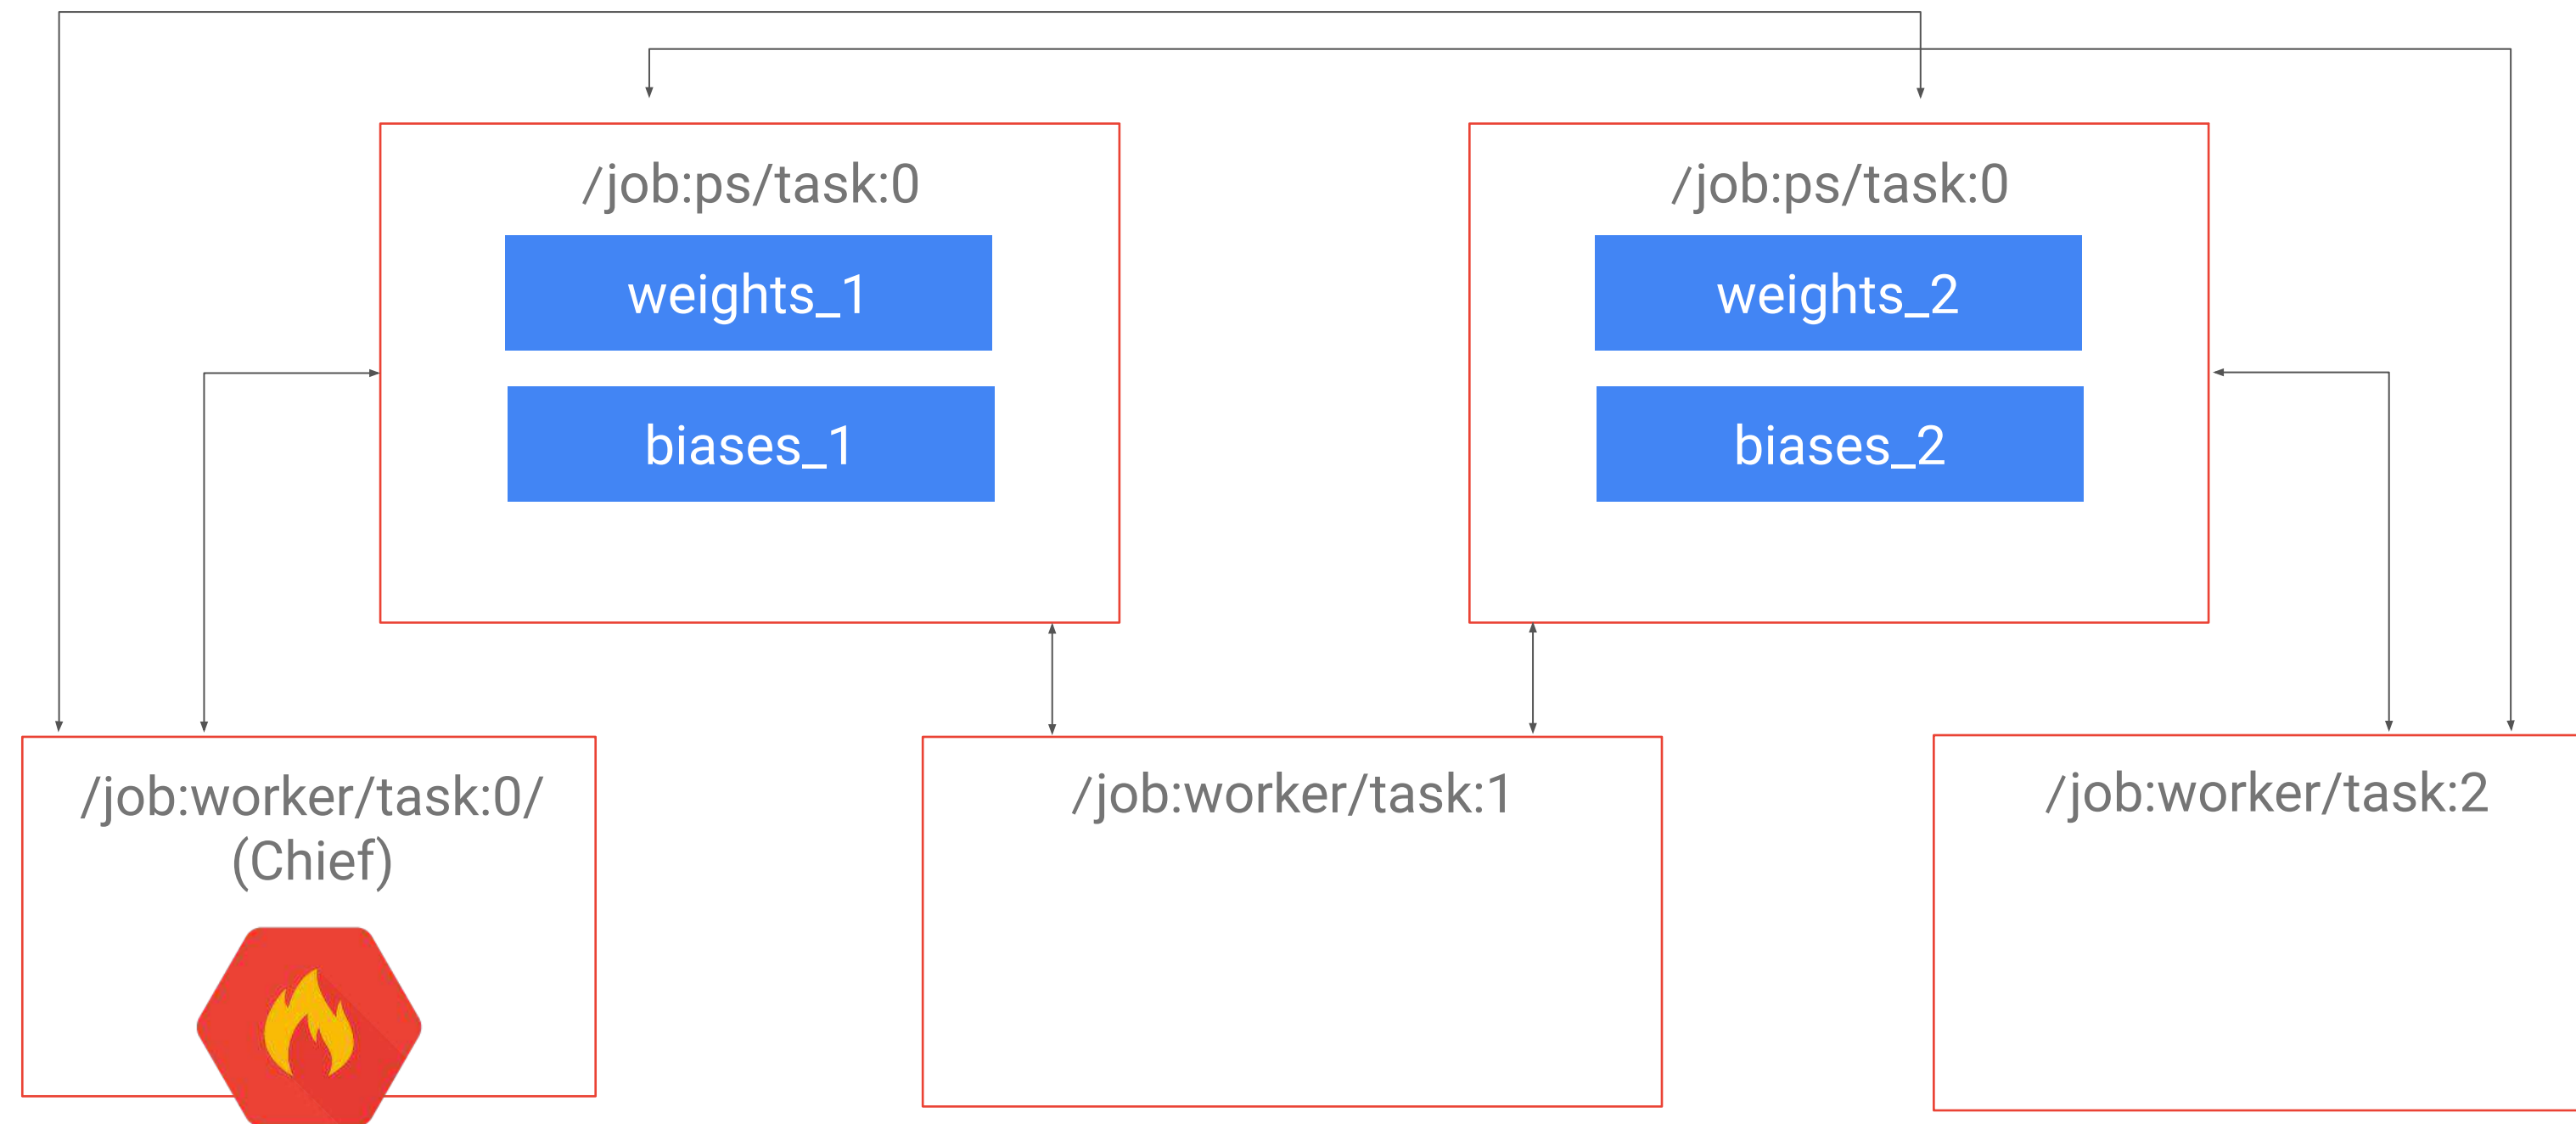 /job:ps/task:0
weights_1
biases_1
/job:ps/task:0
weights_2
biases_2
/job:worker/task:0/
(Chief)
/job:worker/task:1
/job:worker/task:2